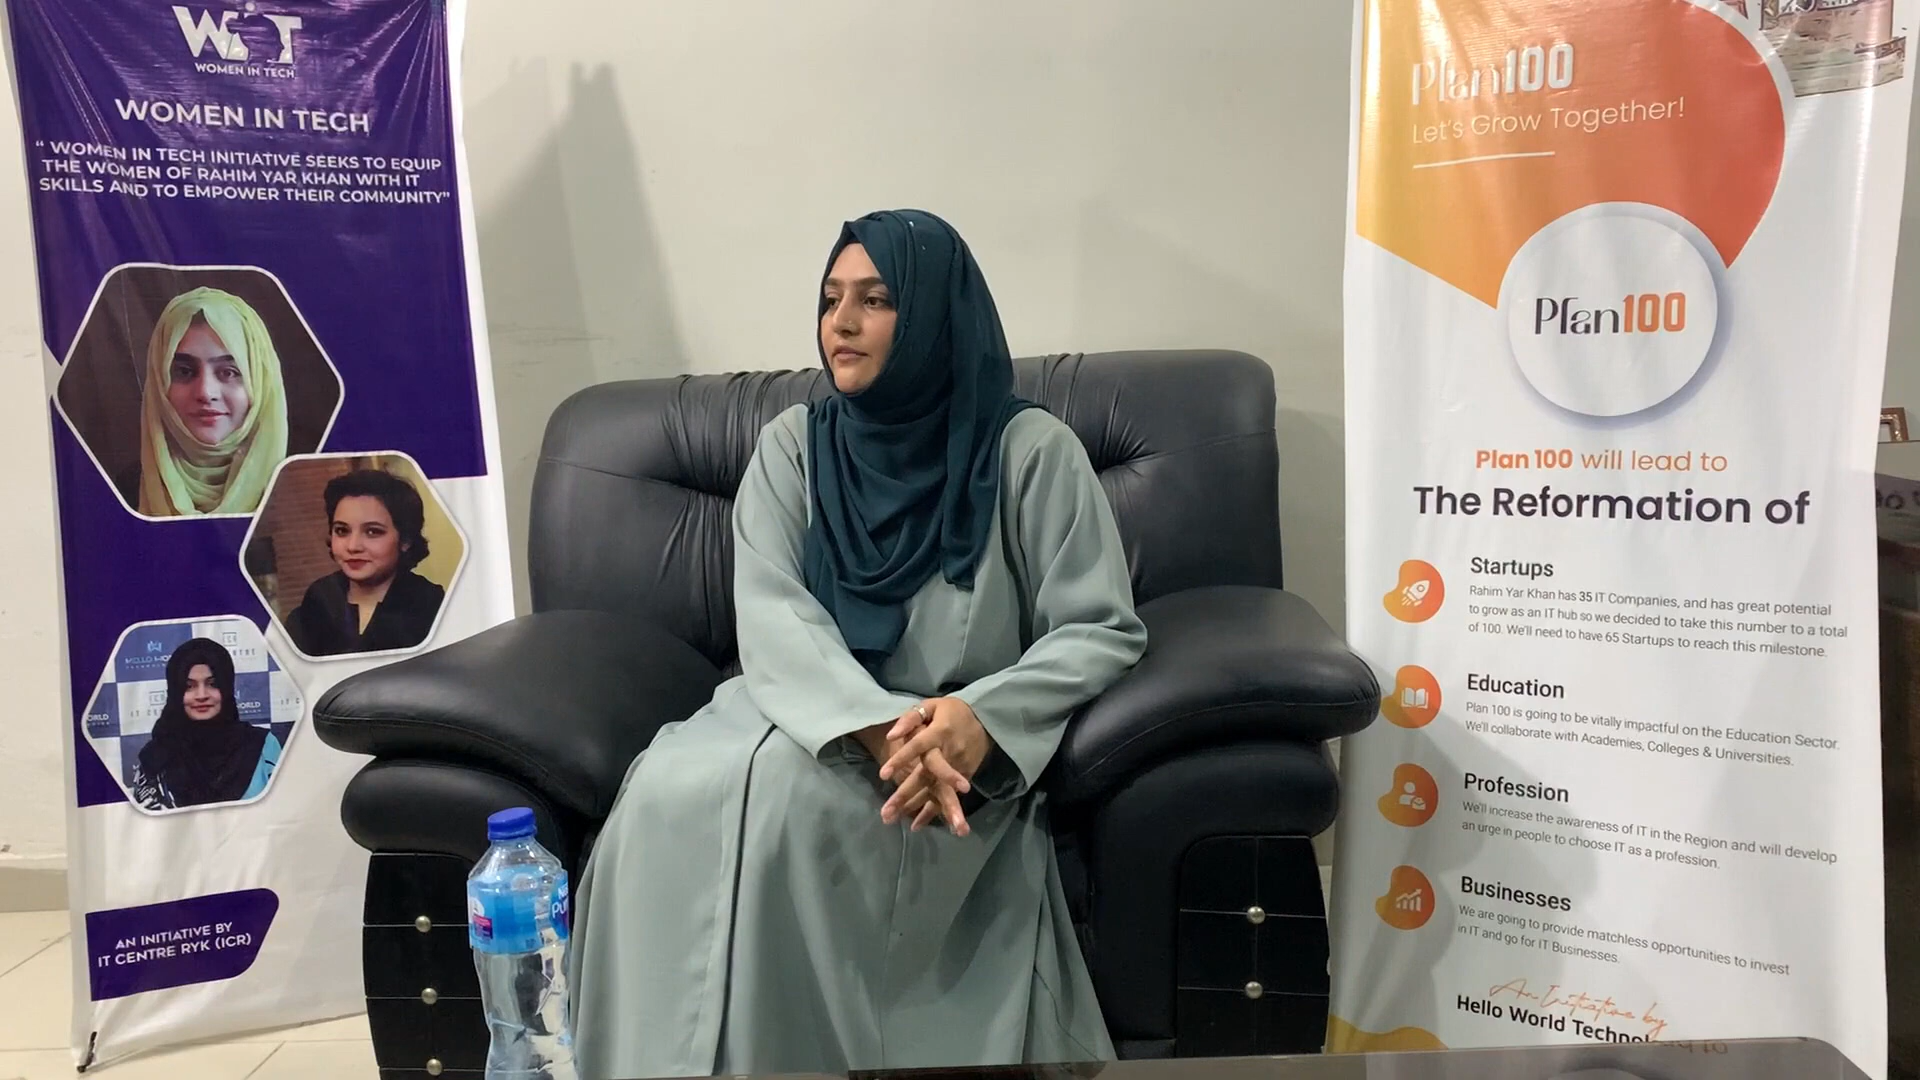 WIT
WOMEN IN TECH
WOMEN IN TECH
“ WOMEN IN TECH INITIATIVE SEEKS TO EQUIP
THE WOMEN OF RAHIM YAR KHAN WITH IT
SKILLS AND TO EMPOWER THEIR COMMUNITY”
AN INITIATIVE BY
IT CENTRE RYK (ICR)
Plan100
Let's Grow Together!
Plan100
Plan 100 will lead to
The Reformation of
Startups
Rahim Yar Khan has 35 IT Companies, and has great potential
to grow as an IT hub so we decided to take this number to a total
of 100. We'll need to have 65 Startups to reach this milestone.
Education
Plan 100 is going to be vitally impactful on the Education Sector.
We'll collaborate with Academies, Colleges & Universities.
Profession
We'll increase the awareness of IT in the Region and will develop
an urge in people to choose IT as a profession.
Businesses
We are going to provide matchless opportunities to invest
in IT and go for IT Businesses.
An Initiative by
Hello World